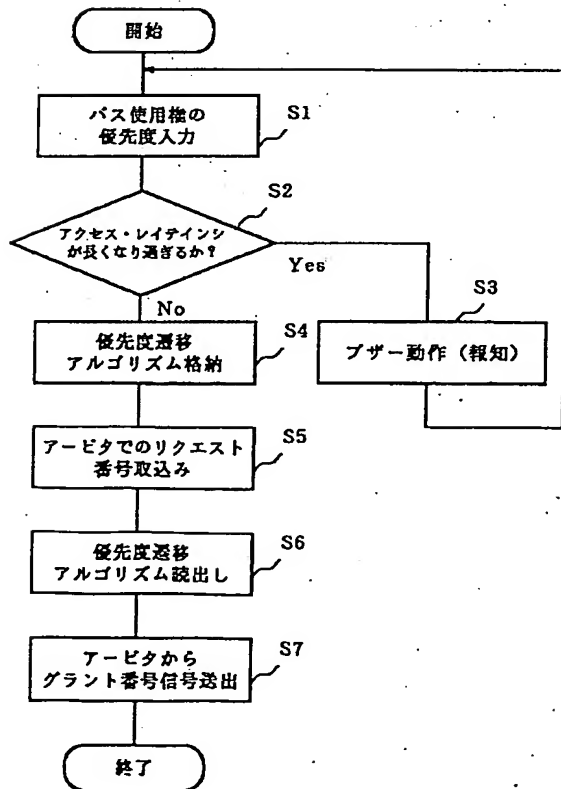 開始
バス使用権の
優先度入力
S1
アクセス・レイテインシ
が長くなり過ぎるか？
S2
Yes
No
S3
ブザー動作（報知）
優先度遷移
アルゴリズム格納
S4
アービタでのリクエスト
番号取込み
S5
優先度遷移
アルゴリズム読出し
S6
アービタから
グラント番号信号送出
S7
終了